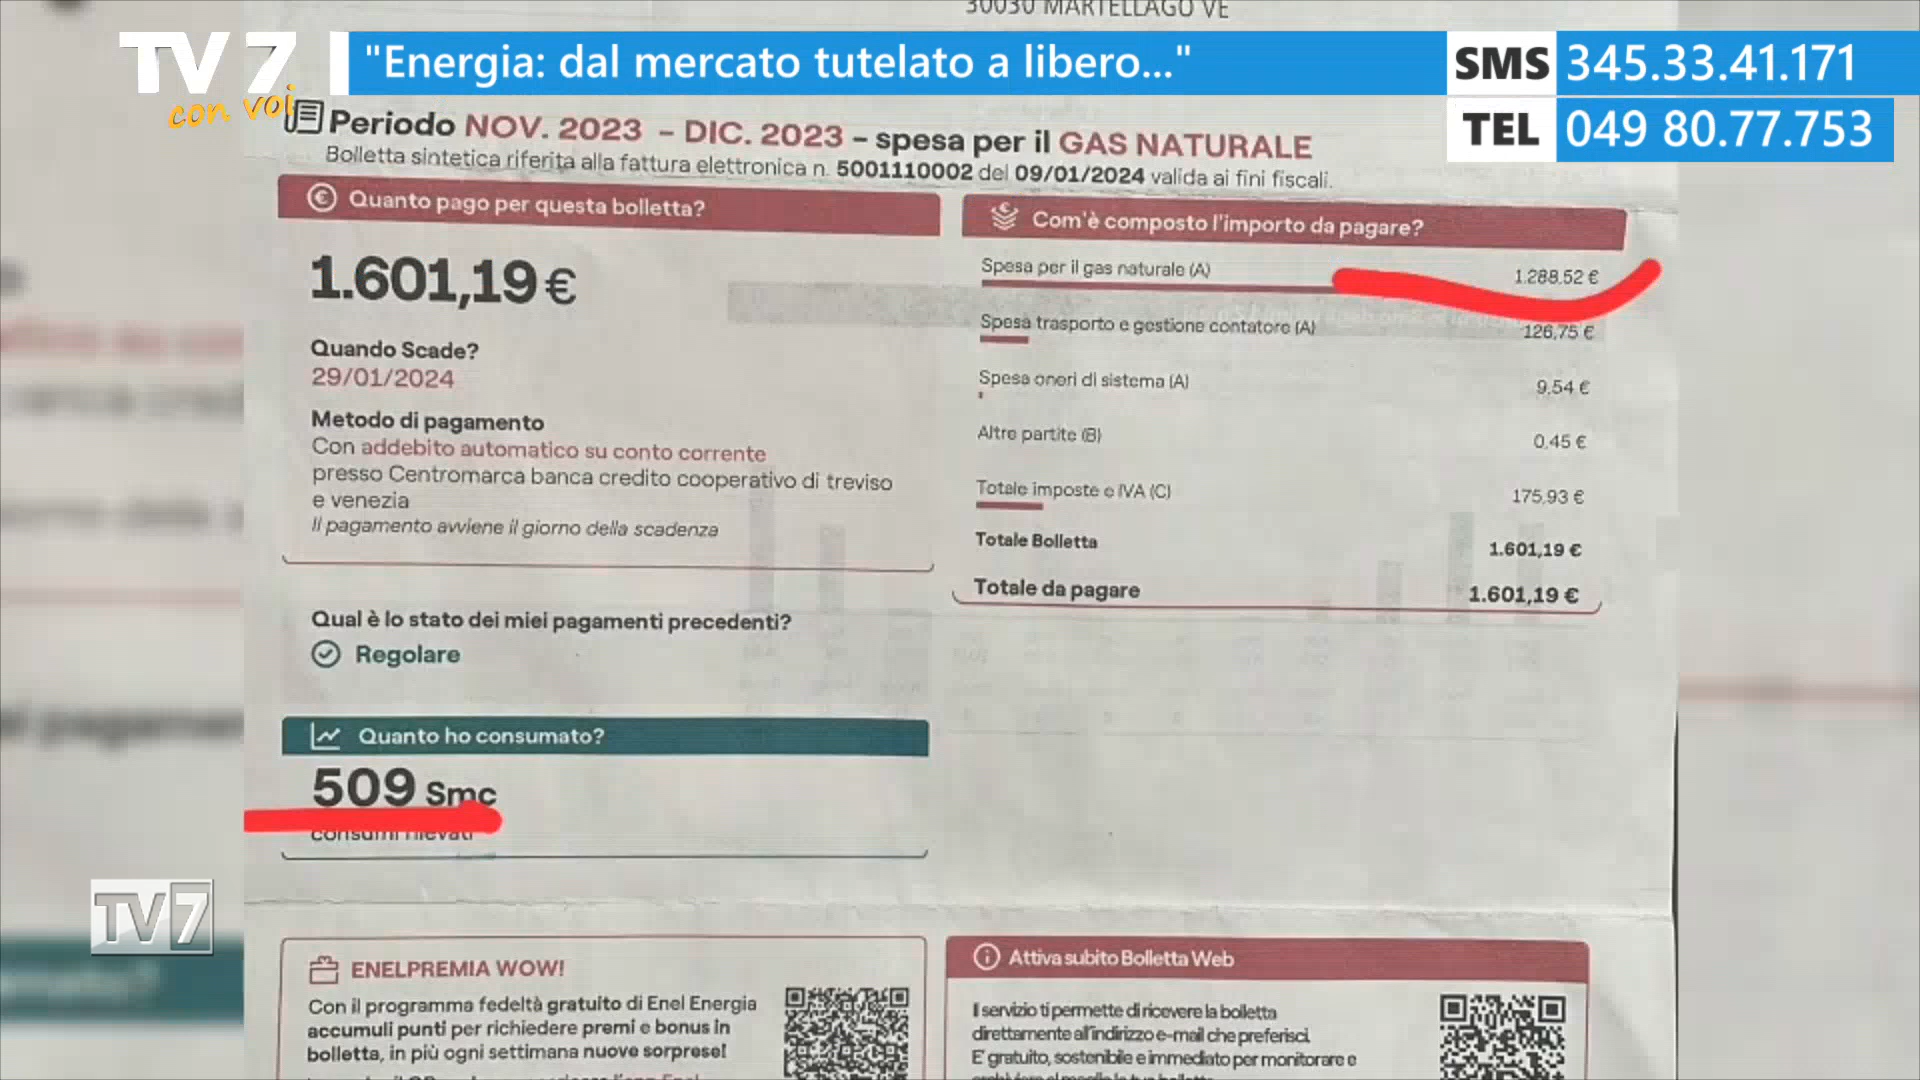 30030 MARTELLAGO VE
TV 7
con voi
"Energia: dal mercato tutelato a libero..."
SMS 345.33.41.171
TEL 049 80.77.753
Periodo NOV. 2023 - DIC. 2023 - spesa per il GAS NATURALE
Bolletta sintetica riferita alla fattura elettronica n. 5001110002 del 09/01/2024 valida ai fini fiscali.
Quanto pago per questa bolletta?
1.601,19 €
Quando Scade?
29/01/2024
Metodo di pagamento
Con addebito automatico su conto corrente
presso Centromarca banca credito cooperativo di treviso
e venezia
Il pagamento avviene il giorno della scadenza
Qual è lo stato dei miei pagamenti precedenti?
Regolare
Com'è composto l'importo da pagare?
Spesa per il gas naturale (A) 1.288,52 €
Spesa trasporto e gestione contatore (A) 126,75 €
Spesa oneri di sistema (A) 9,54 €
Altre partite (B) 0,45 €
Totale imposte e IVA (C) 175,93 €
Totale Bolletta 1.601,19 €
Totale da pagare 1.601,19 €
Quanto ho consumato?
509 Smc
consumi rilevati
TV7
ENELPREMIA WOW!
Con il programma fedeltà gratuito di Enel Energia
accumuli punti per richiedere premi e bonus in
bolletta, in più ogni settimana nuove sorprese!
Attiva subito Bolletta Web
Il servizio ti permette di ricevere la bolletta
direttamente all'indirizzo e-mail che preferisci.
E' gratuito, sostenibile e immediato per monitorare e